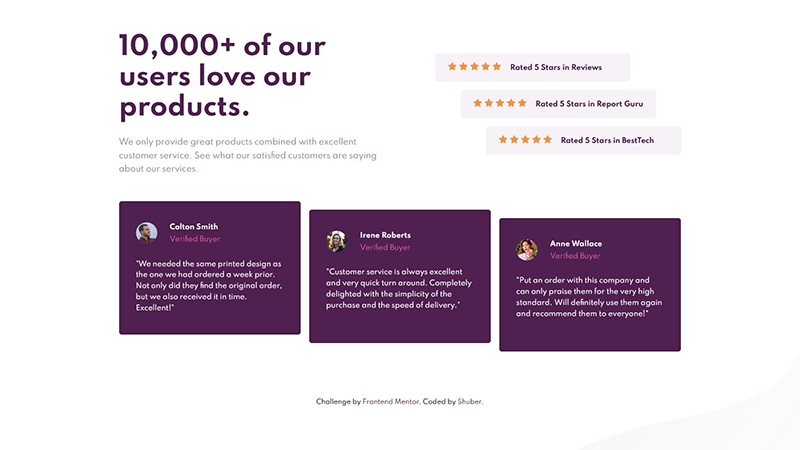 10,000+ of our
users love our
products.
We only provide great products combined with excellent
customer service. See what our satisfied customers are saying
about our services.
Rated 5 Stars in Reviews
Rated 5 Stars in Report Guru
Rated 5 Stars in BestTech
Colton Smith
Verified Buyer
"We needed the same printed design as
the one we had ordered a week prior.
Not only did they find the original order,
but we also received it in time.
Excellent!"
Irene Roberts
Verified Buyer
"Customer service is always excellent
and very quick turn around. Completely
delighted with the simplicity of the
purchase and the speed of delivery."
Anne Wallace
Verified Buyer
"Put an order with this company and
can only praise them for the very high
standard. Will definitely use them again
and recommend them to everyone!"
Challenge by Frontend Mentor. Coded by Shuber.